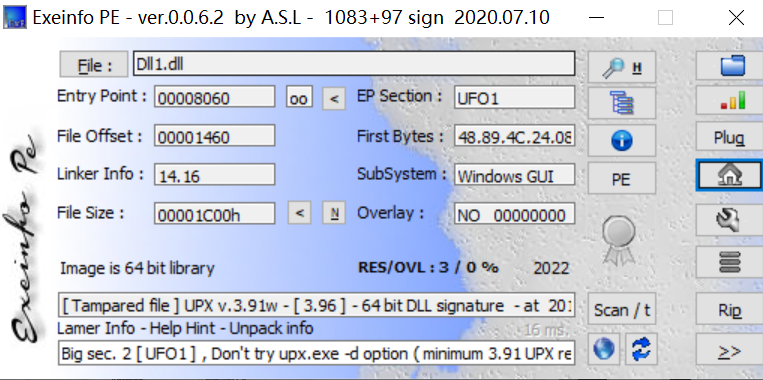 Exeinfo PE - ver.0.0.6.2 by A.S.L - 1083+97 sign 2020.07.10
File : Dll1.dll H
Entry Point : 00008060 oo < EP Section : UFO1
File Offset : 00001460 First Bytes : 48.89.4C.24.08
Plug
Linker Info : 14.16 SubSystem : Windows GUI PE
File Size : 00001C00h < N Overlay : NO 00000000
Image is 64 bit library RES/OVL : 3 / 0 % 2022
[ Tampared file ] UPX v.3.91w - [ 3.96 ] - 64 bit DLL signature - at 201
Scan / t Rip
Lamer Info - Help Hint - Unpack info 16 ms.
Big sec. 2 [ UFO1 ] , Don't try upx.exe -d option ( minimum 3.91 UPX re
>>
Exeinfo Pe